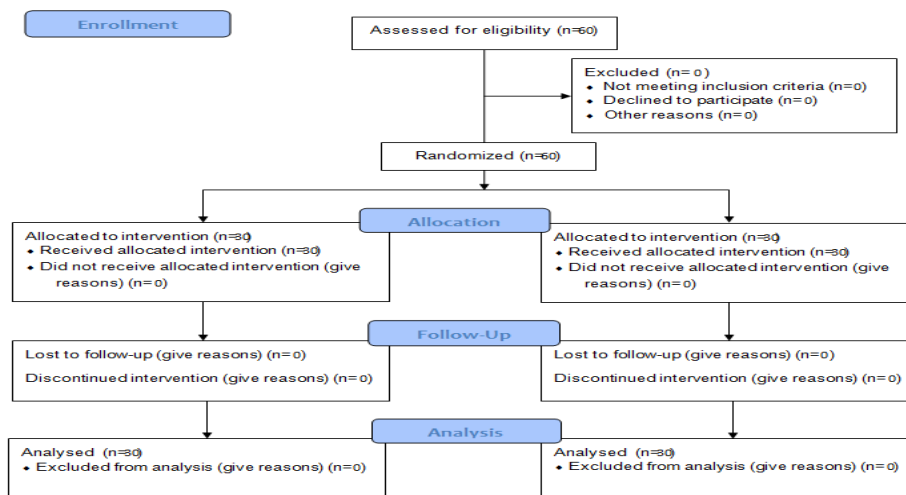 Enrollment
Assessed for eligibility (n=60)
Excluded (n= 0)
⬥ Not meeting inclusion criteria (n=0)
⬥ Declined to participate (n=0)
⬥ Other reasons (n=0)
Randomized (n=60)
Allocation
Allocated to intervention (n=30)
⬥ Received allocated intervention (n=30)
⬥ Did not receive allocated intervention (give
reasons) (n=0)
Allocated to intervention (n=30)
⬥ Received allocated intervention (n=30)
⬥ Did not receive allocated intervention (give
reasons) (n=0)
Follow-Up
Lost to follow-up (give reasons) (n=0)
Discontinued intervention (give reasons) (n=0)
Lost to follow-up (give reasons) (n=0)
Discontinued intervention (give reasons) (n=0)
Analysis
Analysed (n=30)
⬥ Excluded from analysis (give reasons) (n=0)
Analysed (n=30)
⬥ Excluded from analysis (give reasons) (n=0)